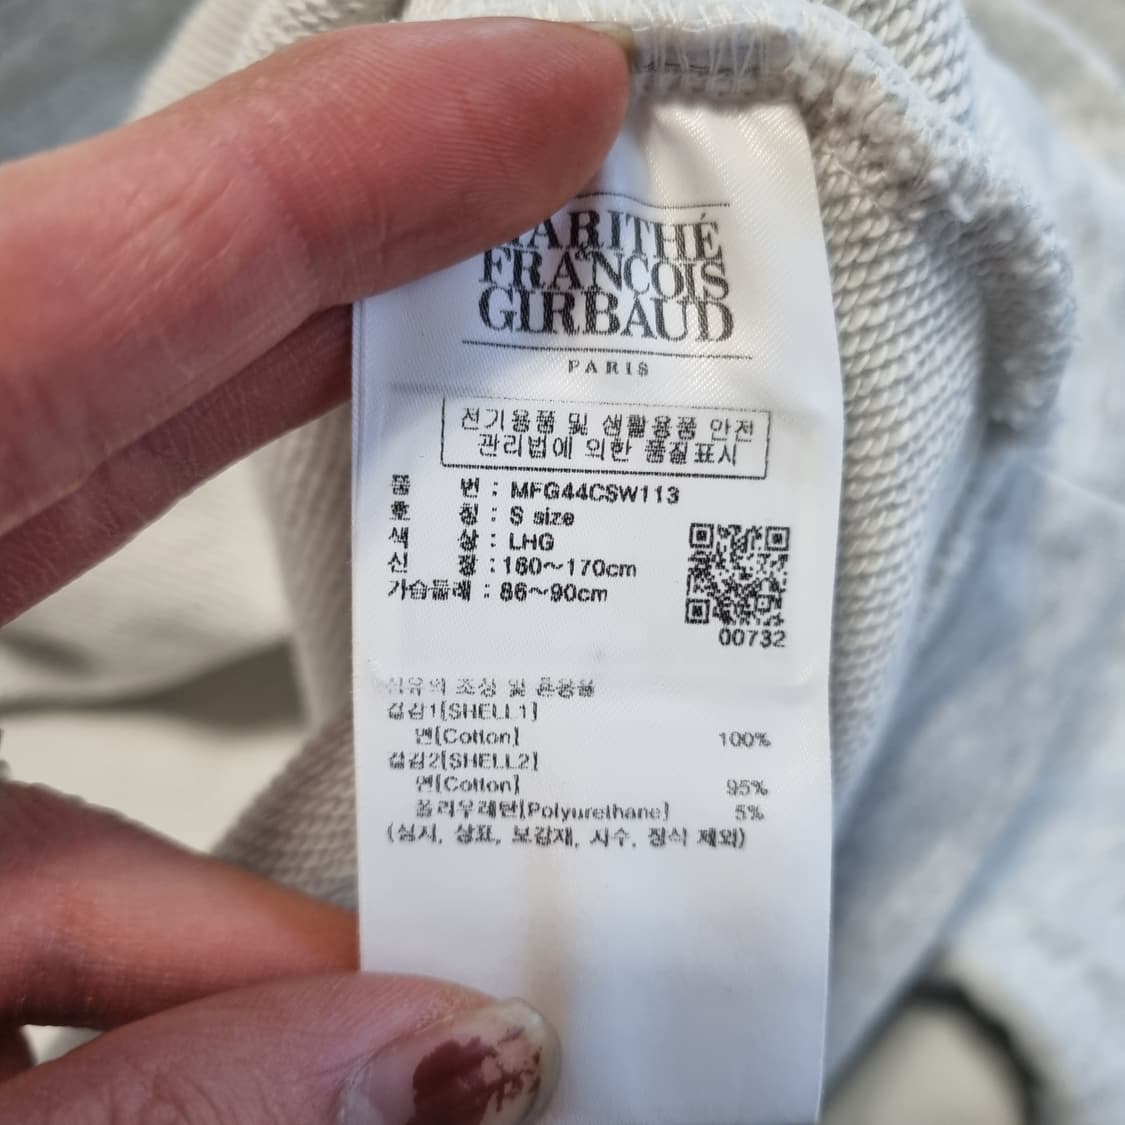 MARITHÉ
FRANCOIS
GIRBAUD
PARIS
전기용품 및 생활용품 안전
관리법에 의한 품질표시
품 번 : MFG44CSW113
호 칭 : S size
색 상 : LHG
신 장 : 160~170cm
가슴둘레 : 86~90cm
00732
섬유의 조성 및 혼용율
겉감1[SHELL1]
면[Cotton] 100%
겉감2[SHELL2]
면[Cotton] 95%
폴리우레탄[Polyurethane] 5%
(심지, 상표, 보강재, 자수, 장식 제외)